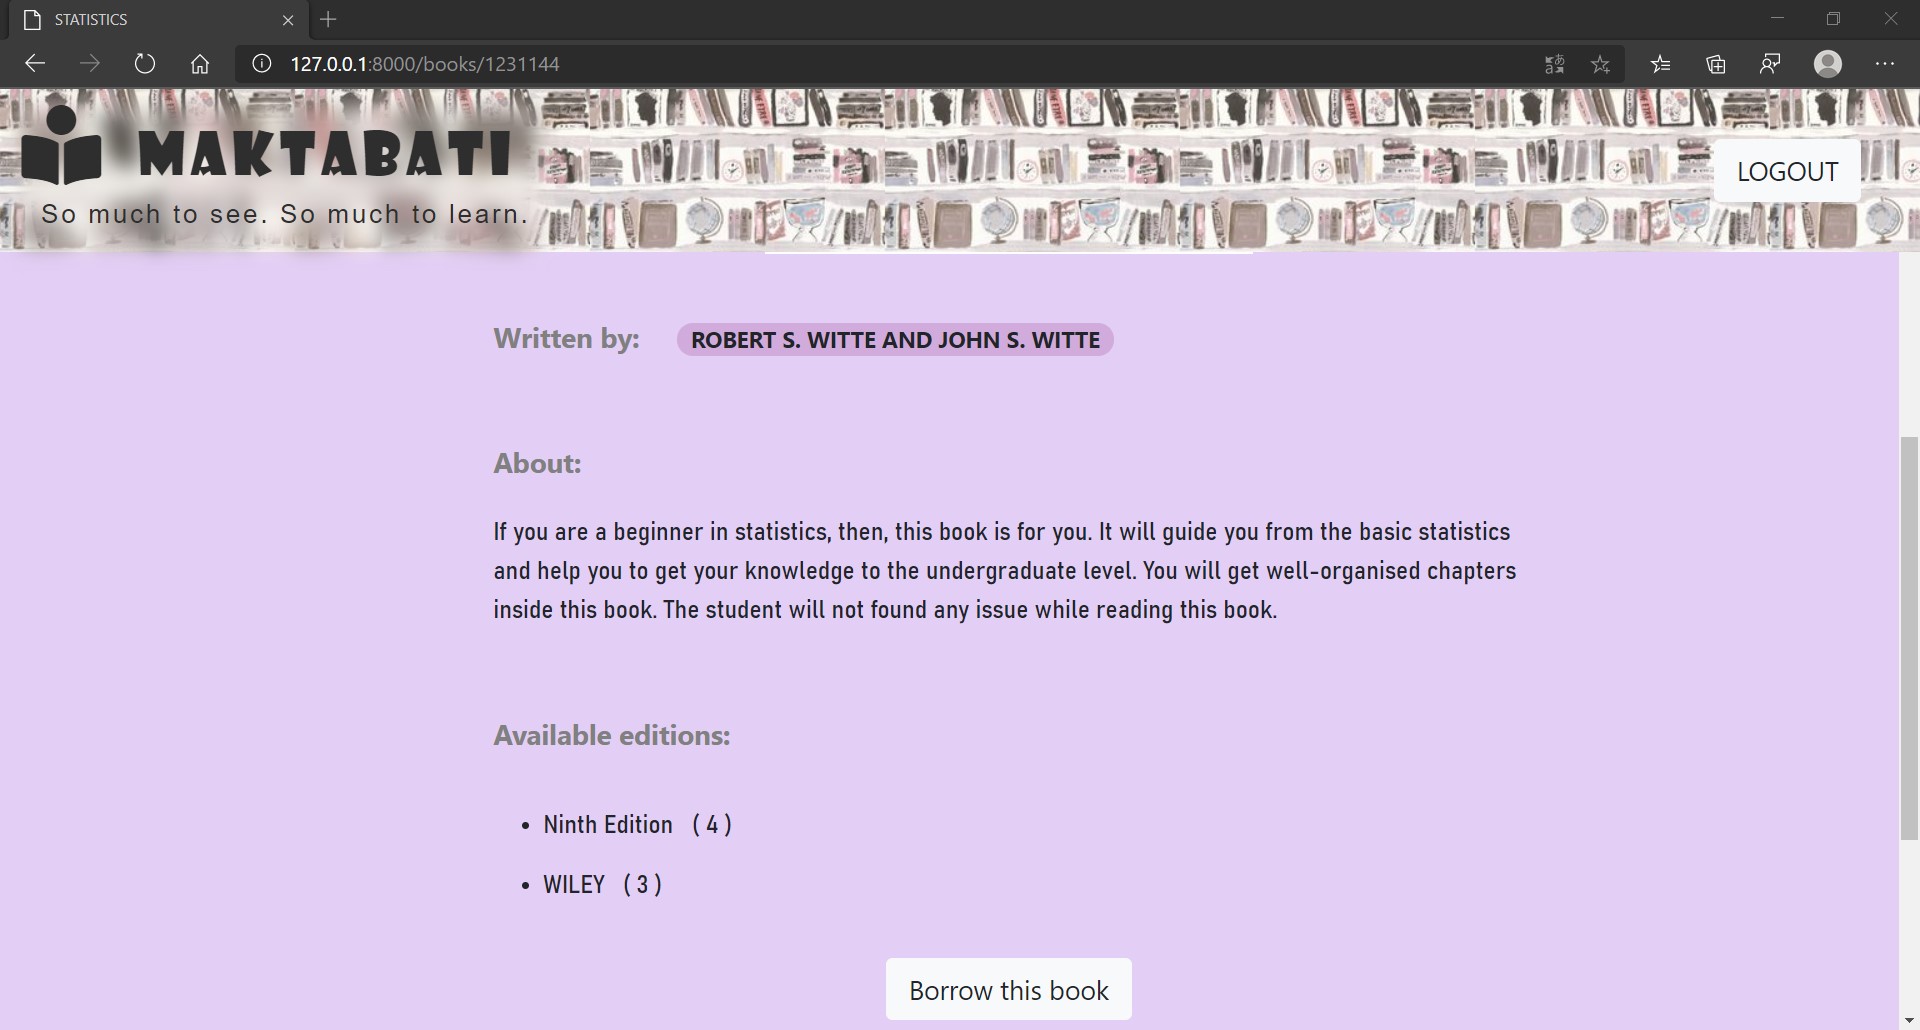 STATISTICS
127.0.0.1:8000/books/1231144
MAKTABATI
So much to see. So much to learn.
LOGOUT
Written by: ROBERT S. WITTE AND JOHN S. WITTE
About:
If you are a beginner in statistics, then, this book is for you. It will guide you from the basic statistics
and help you to get your knowledge to the undergraduate level. You will get well-organised chapters
inside this book. The student will not found any issue while reading this book.
Available editions:
• Ninth Edition ( 4 )
• WILEY ( 3 )
Borrow this book